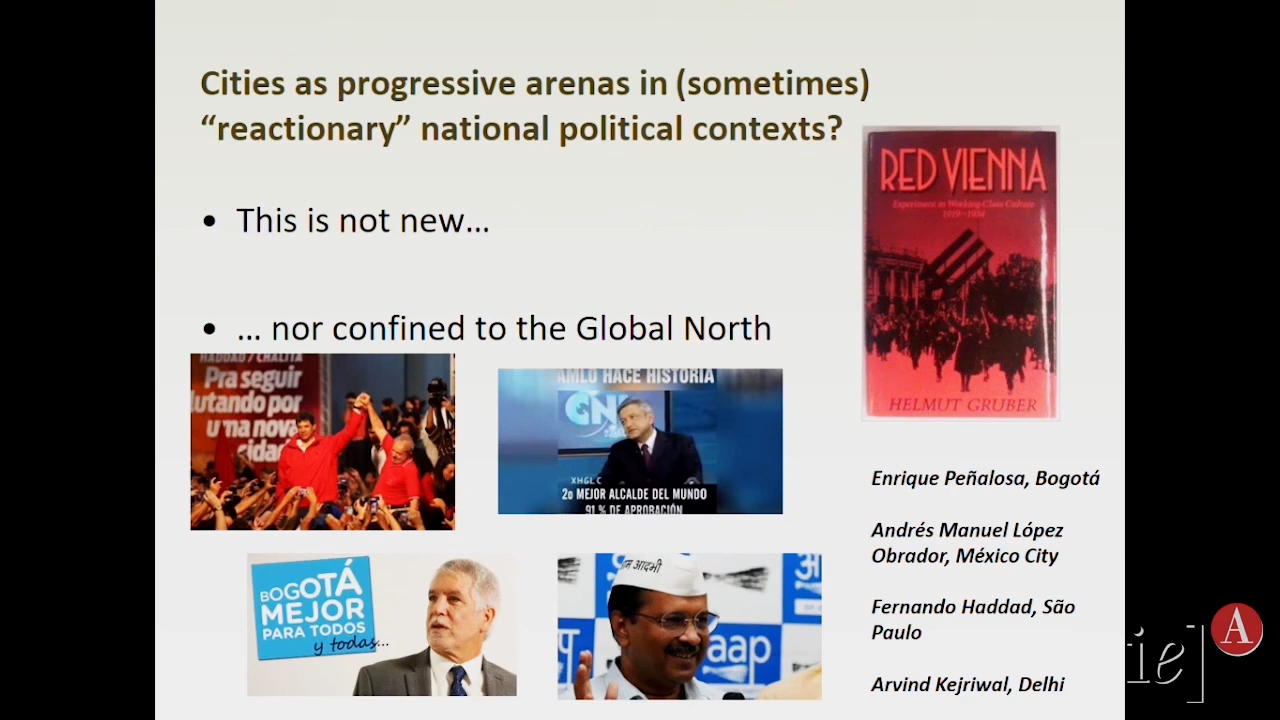 Cities as progressive arenas in (sometimes)
“reactionary” national political contexts?
• This is not new...
• ... nor confined to the Global North
RED VIENNA
Experiment in Working-Class Culture
1919–1934
HELMUT GRUBER
HADDAD / CHALITA
Pra seguir
lutando por
uma nova
cidad
AMLO HACE HISTORIA
XHGLC
2o MEJOR ALCALDE DEL MUNDO
91 % DE APROBACIÓN
BOGOTÁ
MEJOR
PARA TODOS
y todas...
आदमी
aap
Enrique Peñalosa, Bogotá
Andrés Manuel López
Obrador, México City
Fernando Haddad, São
Paulo
Arvind Kejriwal, Delhi
A
ie]